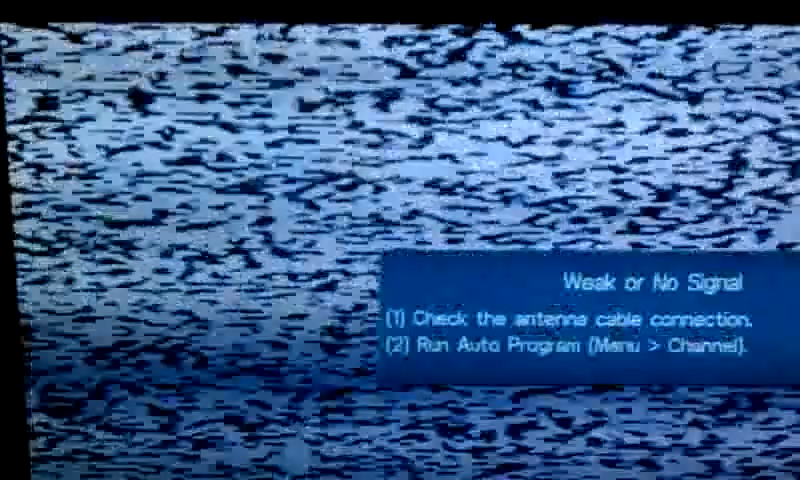 Weak or No Signal
(1) Check the antenna cable connection.
(2) Run Auto Program (Menu > Channel).